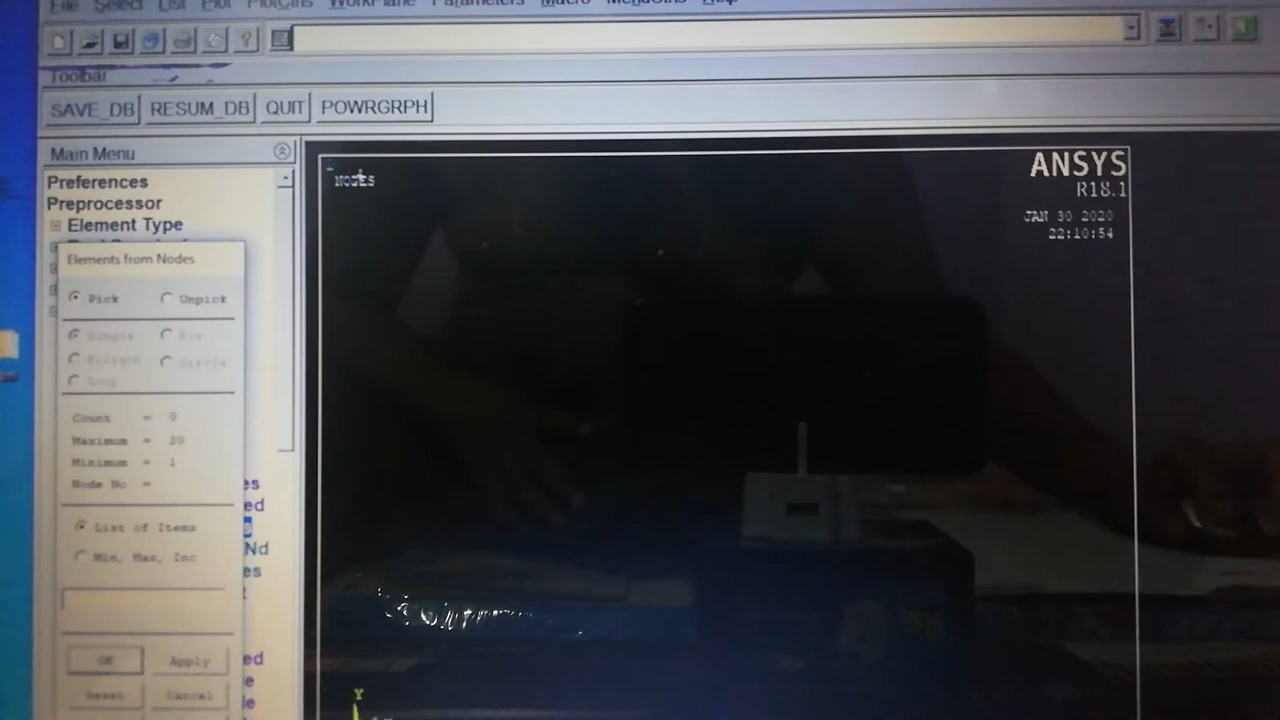 File Select List Plot PlotCtrls WorkPlane Parameters Macro MenuCtrls Help
Toolbar
SAVE_DB RESUM_DB QUIT POWRGRPH
Main Menu
Preferences
Preprocessor
Element Type
Elements from Nodes
Pick Unpick
Single Box
Polygon Circle
Loop
Count = 0
Maximum = 20
Minimum = 1
Node No =
List of Items
Min, Max, Inc
OK Apply
Reset Cancel
es
ed
Nd
es
ed
e
le
NODES
ANSYS
R18.1
JAN 30 2020
22:10:54
Y